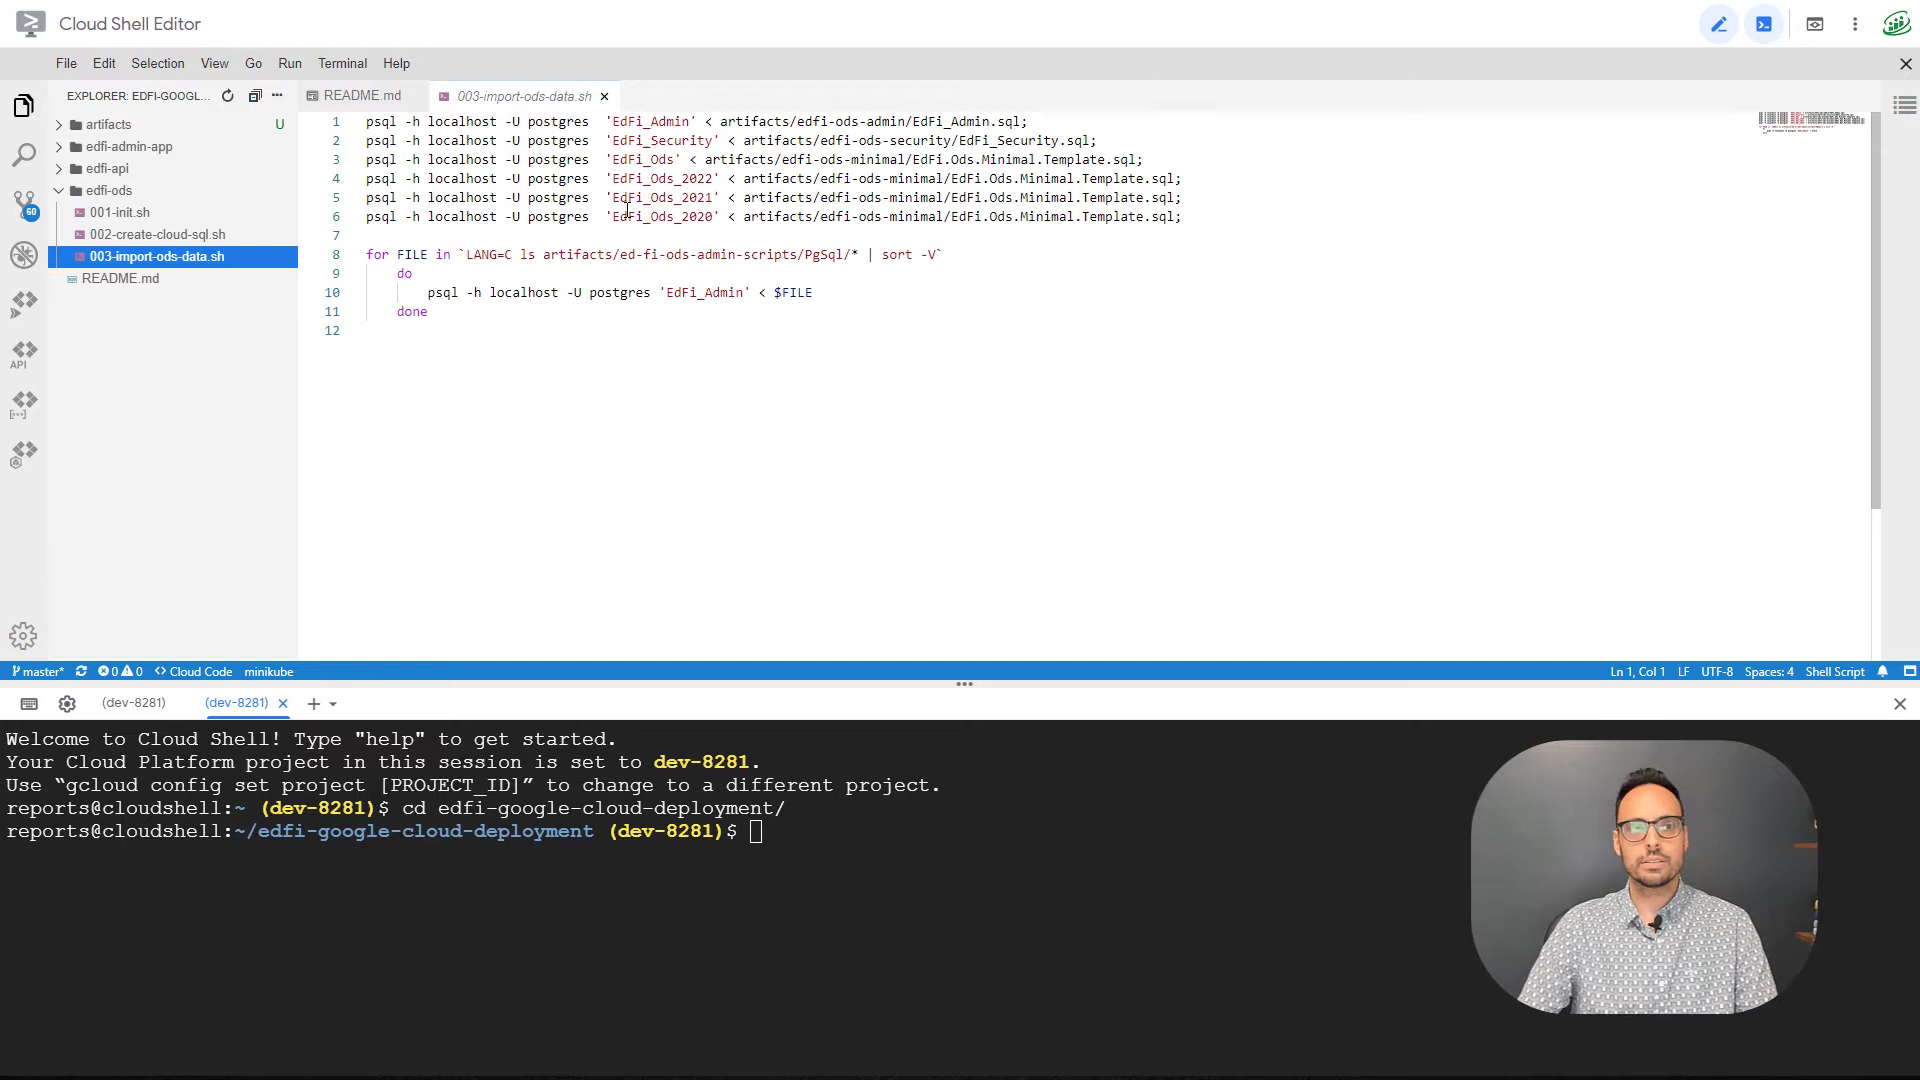 Cloud Shell Editor
File Edit Selection View Go Run Terminal Help
EXPLORER: EDFI-GOOGL...
artifacts U
edfi-admin-app
edfi-api
edfi-ods
001-init.sh
002-create-cloud-sql.sh
003-import-ods-data.sh
README.md
60
API
README.md 003-import-ods-data.sh
1 psql -h localhost -U postgres  'EdFi_Admin' < artifacts/edfi-ods-admin/EdFi_Admin.sql;
2 psql -h localhost -U postgres  'EdFi_Security' < artifacts/edfi-ods-security/EdFi_Security.sql;
3 psql -h localhost -U postgres  'EdFi_Ods' < artifacts/edfi-ods-minimal/EdFi.Ods.Minimal.Template.sql;
4 psql -h localhost -U postgres  'EdFi_Ods_2022' < artifacts/edfi-ods-minimal/EdFi.Ods.Minimal.Template.sql;
5 psql -h localhost -U postgres  'EdFi_Ods_2021' < artifacts/edfi-ods-minimal/EdFi.Ods.Minimal.Template.sql;
6 psql -h localhost -U postgres  'EdFi_Ods_2020' < artifacts/edfi-ods-minimal/EdFi.Ods.Minimal.Template.sql;
7
8 for FILE in `LANG=C ls artifacts/ed-fi-ods-admin-scripts/PgSql/* | sort -V`
9     do
10         psql -h localhost -U postgres 'EdFi_Admin' < $FILE
11     done
12
master* 0 0 <> Cloud Code minikube Ln 1, Col 1 LF UTF-8 Spaces: 4 Shell Script
(dev-8281) (dev-8281)
Welcome to Cloud Shell! Type "help" to get started.
Your Cloud Platform project in this session is set to dev-8281.
Use “gcloud config set project [PROJECT_ID]” to change to a different project.
reports@cloudshell:~ (dev-8281)$ cd edfi-google-cloud-deployment/
reports@cloudshell:~/edfi-google-cloud-deployment (dev-8281)$